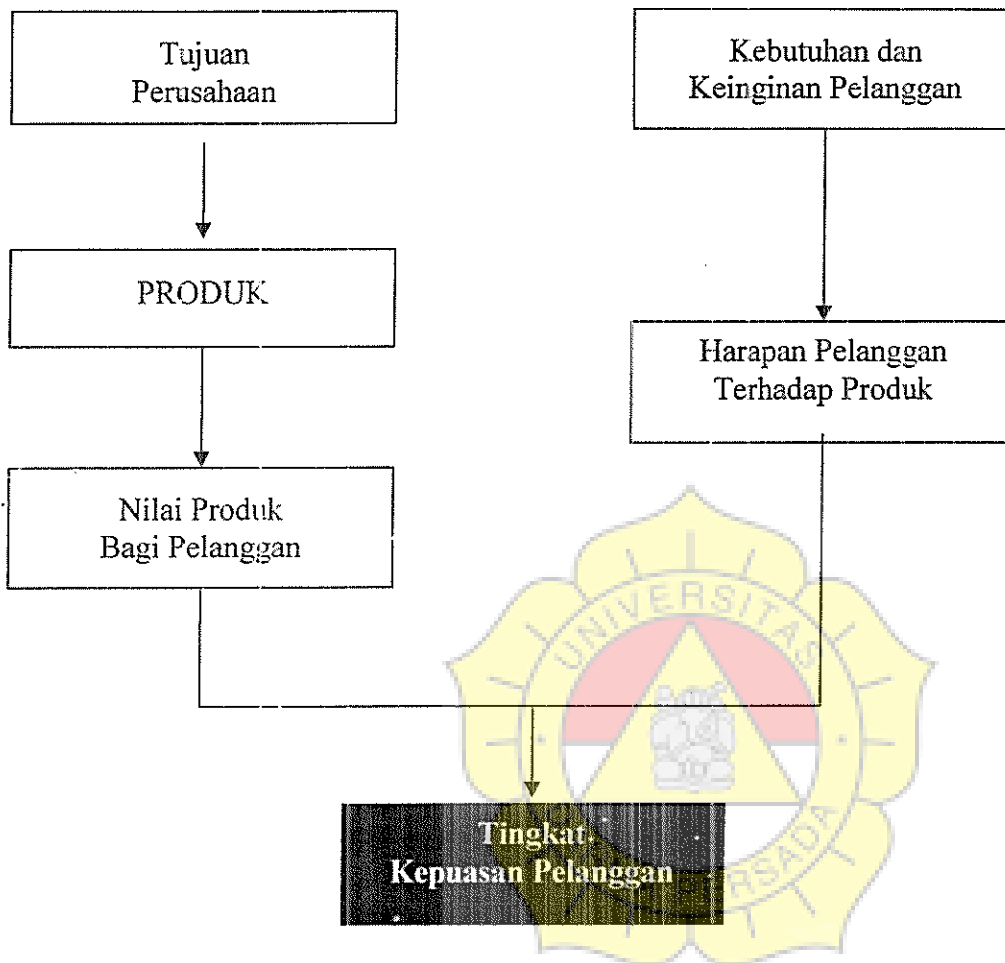 Tujuan
Perusahaan
Kebutuhan dan
Keinginan Pelanggan
PRODUK
Harapan Pelanggan
Terhadap Produk
Nilai Produk
Bagi Pelanggan
UNIVERSITAS
Tingkat
Kepuasan Pelanggan